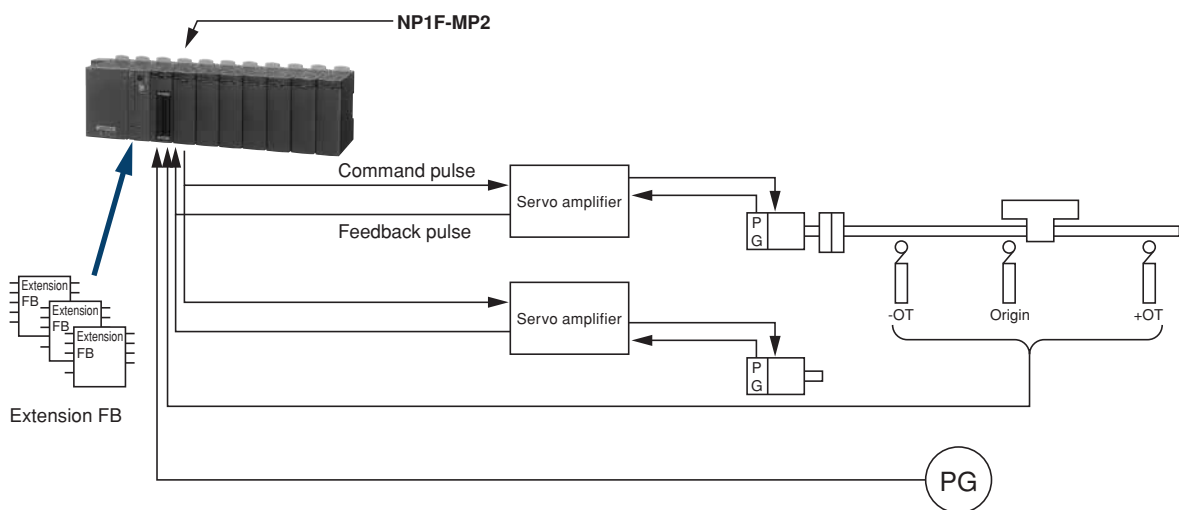 NP1F-MP2
Command pulse
Servo amplifier
Feedback pulse
P
G
-OT
Origin
+OT
Extension
FB
Extension
FB
Extension
FB
Servo amplifier
P
G
Extension FB
PG